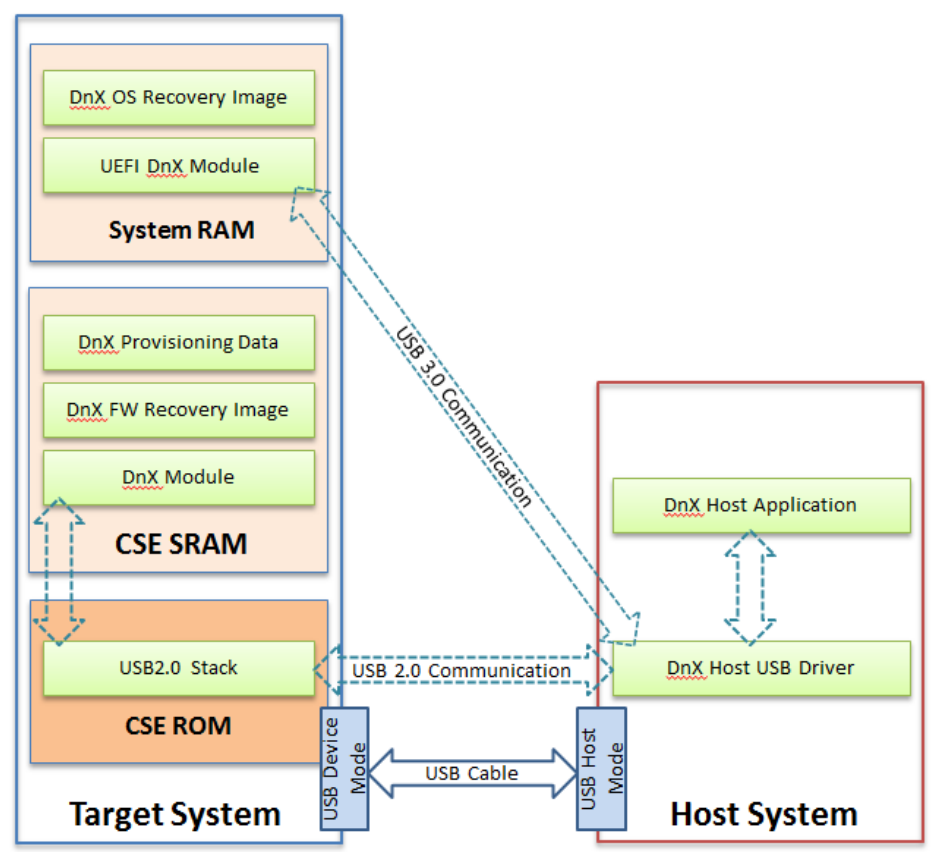 DnX OS Recovery Image
UEFI DnX Module
System RAM
DnX Provisioning Data
DnX FW Recovery Image
DnX Module
CSE SRAM
USB2.0 Stack
CSE ROM
USB Device
Mode
Target System
USB 3.0 Communication
USB 2.0 Communication
USB Cable
DnX Host Application
DnX Host USB Driver
USB Host
Mode
Host System